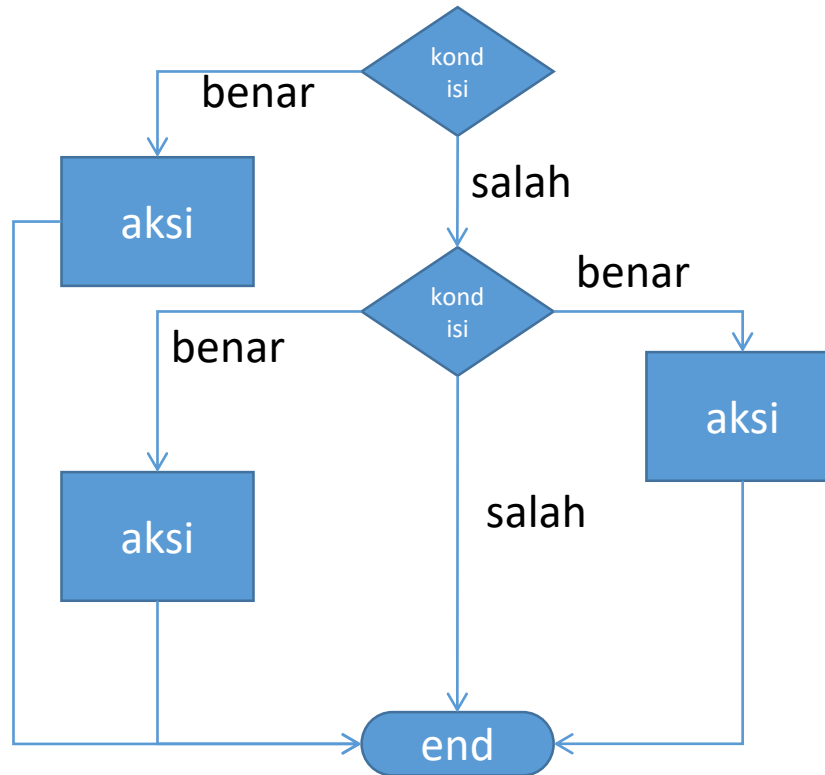 kond
isi
benar
salah
aksi
kond
isi
benar
benar
aksi
aksi
salah
end